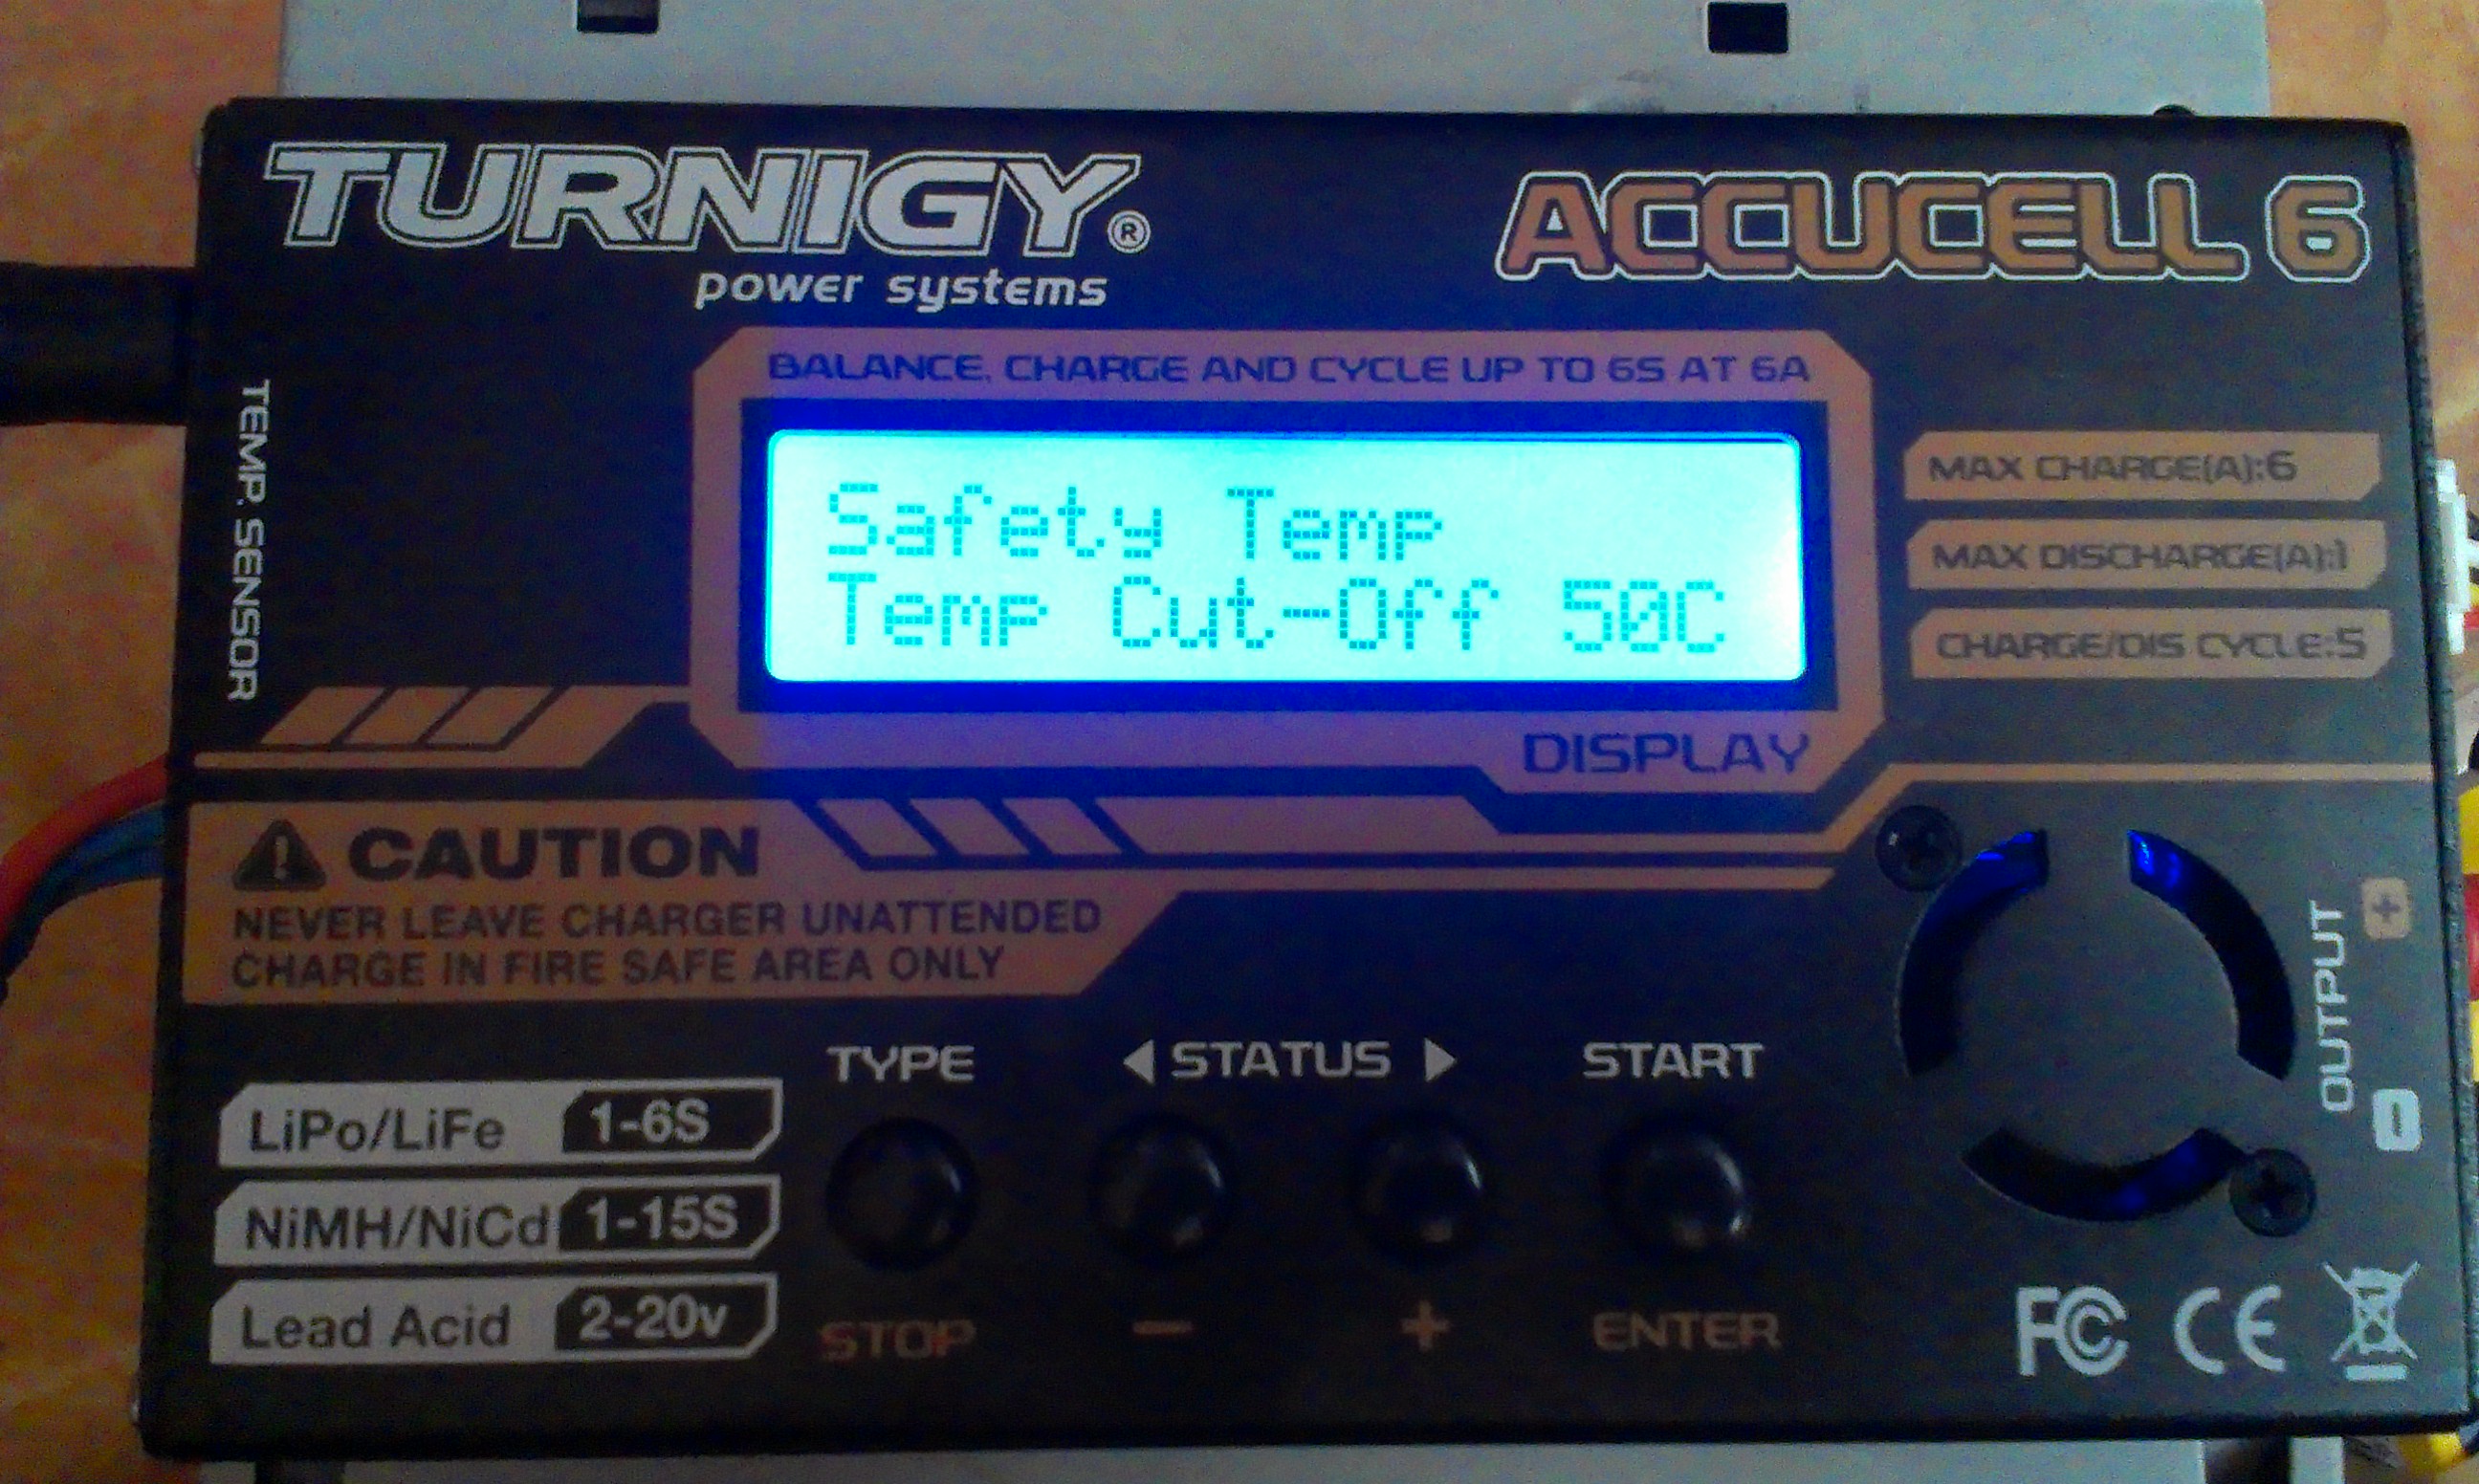 TURNIGY®
power systems
ACCUCELL 6
BALANCE, CHARGE AND CYCLE UP TO 6S AT 6A
Safety Temp
Temp Cut-Off 50C
DISPLAY
MAX CHARGE(A):6
MAX DISCHARGE(A):1
CHARGE/DIS CYCLE:5
TEMP. SENSOR
CAUTION
NEVER LEAVE CHARGER UNATTENDED
CHARGE IN FIRE SAFE AREA ONLY
LiPo/LiFe 1-6S
NiMH/NiCd 1-15S
Lead Acid 2-20v
TYPE ◀ STATUS ▶ START
STOP − + ENTER
OUTPUT
+
−
FC CE